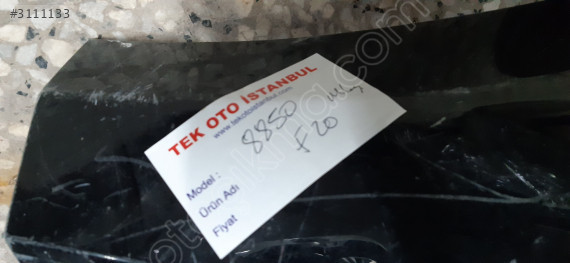 #3111133
TEK OTO İSTANBUL
www.tekotoistanbul.com
8850
F20
Model :
Ürün Adı
Fiyat